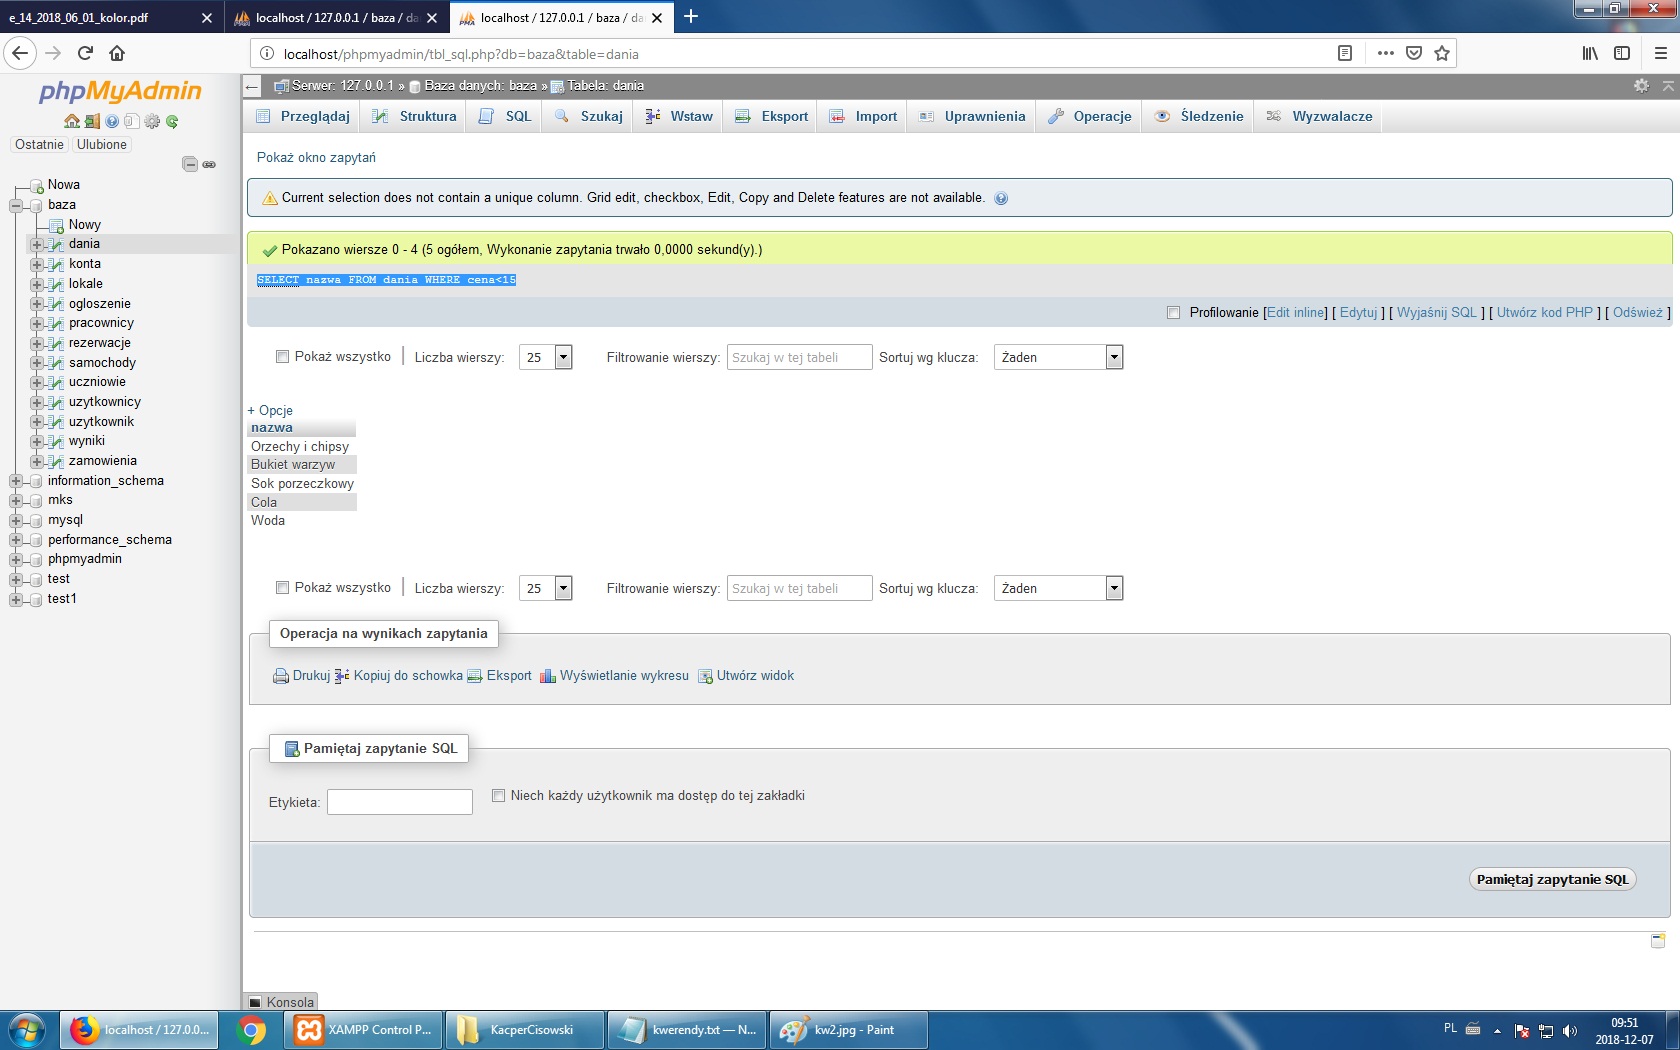 e_14_2018_06_01_kolor.pdf
localhost / 127.0.0.1 / baza / da
localhost / 127.0.0.1 / baza / da
localhost/phpmyadmin/tbl_sql.php?db=baza&table=dania
phpMyAdmin
Ostatnie Ulubione
Nowa
baza
Nowy
dania
konta
lokale
ogloszenie
pracownicy
rezerwacje
samochody
uczniowie
uzytkownicy
uzytkownik
wyniki
zamowienia
information_schema
mks
mysql
performance_schema
phpmyadmin
test
test1
Serwer: 127.0.0.1 » Baza danych: baza » Tabela: dania
Przeglądaj Struktura SQL Szukaj Wstaw Eksport Import Uprawnienia Operacje Śledzenie Wyzwalacze
Pokaż okno zapytań
Current selection does not contain a unique column. Grid edit, checkbox, Edit, Copy and Delete features are not available.
Pokazano wiersze 0 - 4 (5 ogółem, Wykonanie zapytania trwało 0,0000 sekund(y).)
SELECT nazwa FROM dania WHERE cena<15
Profilowanie [Edit inline] [ Edytuj ] [ Wyjaśnij SQL ] [ Utwórz kod PHP ] [ Odśwież ]
Pokaż wszystko | Liczba wierszy: 25 Filtrowanie wierszy: Szukaj w tej tabeli Sortuj wg klucza: Żaden
+ Opcje
nazwa
Orzechy i chipsy
Bukiet warzyw
Sok porzeczkowy
Cola
Woda
Pokaż wszystko | Liczba wierszy: 25 Filtrowanie wierszy: Szukaj w tej tabeli Sortuj wg klucza: Żaden
Operacja na wynikach zapytania
Drukuj Kopiuj do schowka Eksport Wyświetlanie wykresu Utwórz widok
Pamiętaj zapytanie SQL
Etykieta: Niech każdy użytkownik ma dostęp do tej zakładki
Pamiętaj zapytanie SQL
Konsola
localhost / 127.0.0... XAMPP Control P... KacperCisowski kwerendy.txt — N... kw2.jpg - Paint
PL
09:51
2018-12-07